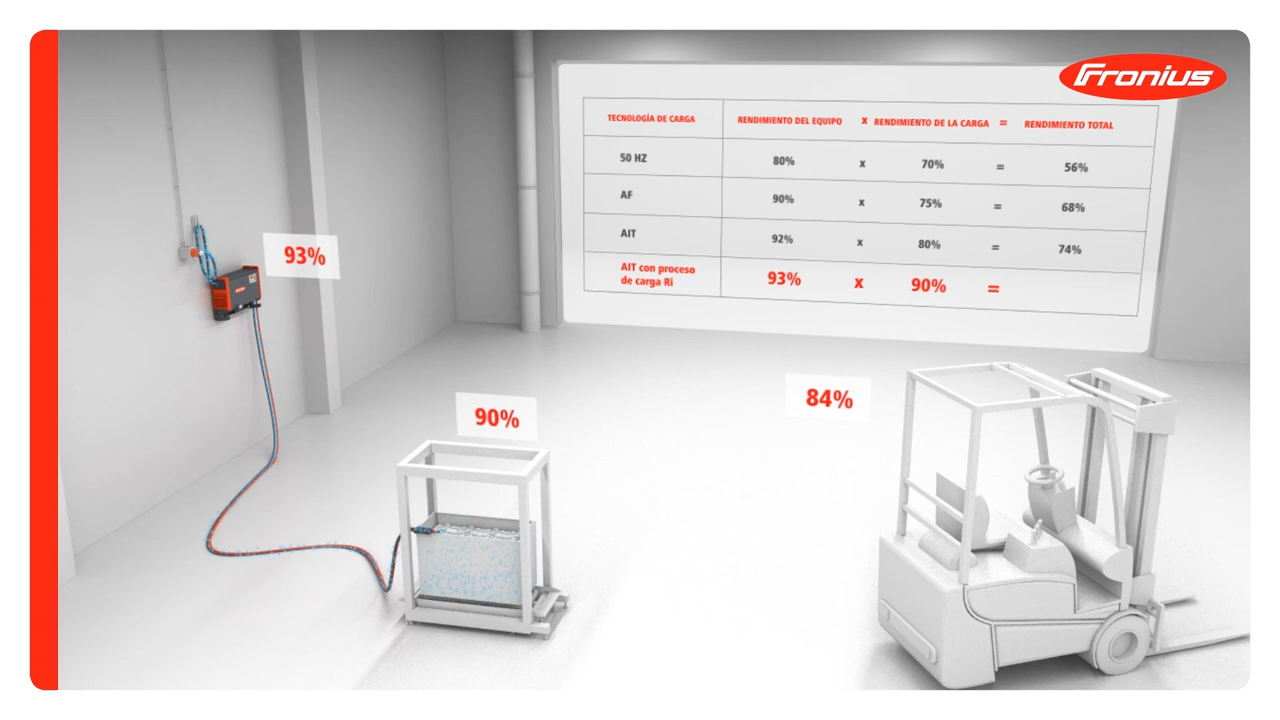 Fronius
TECNOLOGÍA DE CARGA RENDIMIENTO DEL EQUIPO x RENDIMIENTO DE LA CARGA = RENDIMIENTO TOTAL
50 HZ 80% x 70% = 56%
AF 90% x 75% = 68%
AIT 92% x 80% = 74%
AIT con proceso
de carga Ri 93% x 90% =
93%
84%
90%